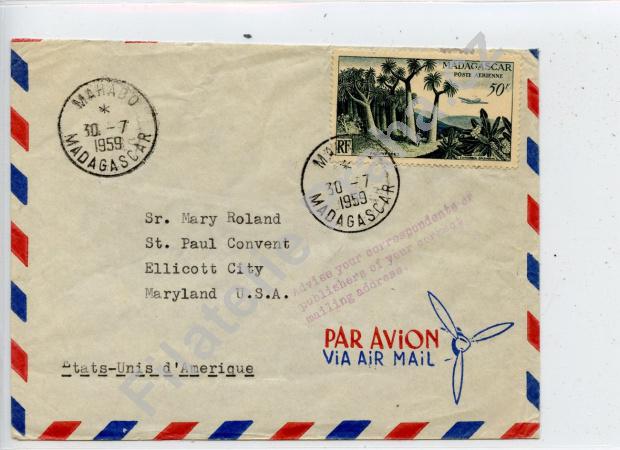 MADAGASCAR
POSTE AÉRIENNE
50F
RF
MAHABO
30 -7
1959
MADAGASCAR
30 -7
1959
MADAGASCAR
Sr. Mary Roland
St. Paul Convent
Ellicott City
Maryland U.S.A.
Advise your correspondents or
publishers of your correct
mailing address.
PAR AVION
VIA AIR MAIL
Etats-Unis d'Amerique